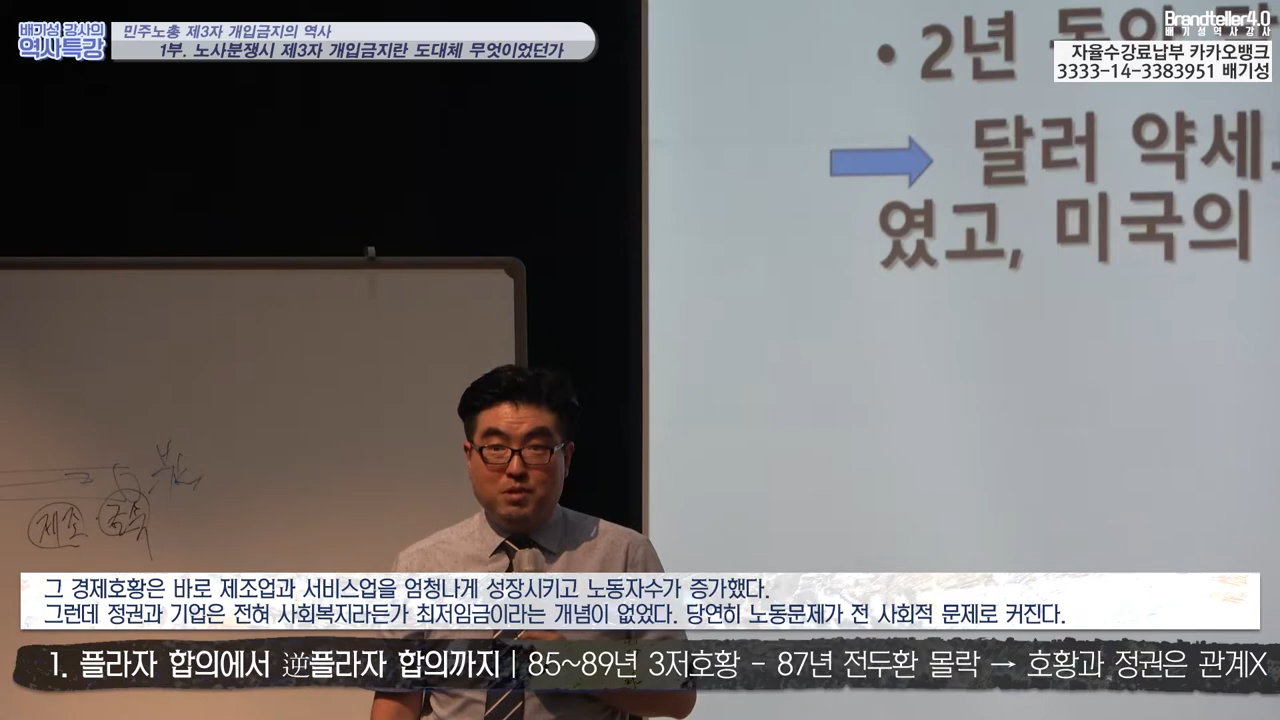 배기성 강사의
역사특강
민주노총 제3자 개입금지의 역사
1부. 노사분쟁시 제3자 개입금지란 도대체 무엇이었던가
Brandteller4.0
배기성역사강사
자율수강료납부 카카오뱅크
3333-14-3383951 배기성
• 2년 동안
달러 약세
였고, 미국의
제조 금속
그 경제호황은 바로 제조업과 서비스업을 엄청나게 성장시키고 노동자수가 증가했다.
그런데 정권과 기업은 전혀 사회복지라든가 최저임금이라는 개념이 없었다. 당연히 노동문제가 전 사회적 문제로 커진다.
1. 플라자 합의에서 逆플라자 합의까지 | 85~89년 3저호황 - 87년 전두환 몰락 → 호황과 정권은 관계X